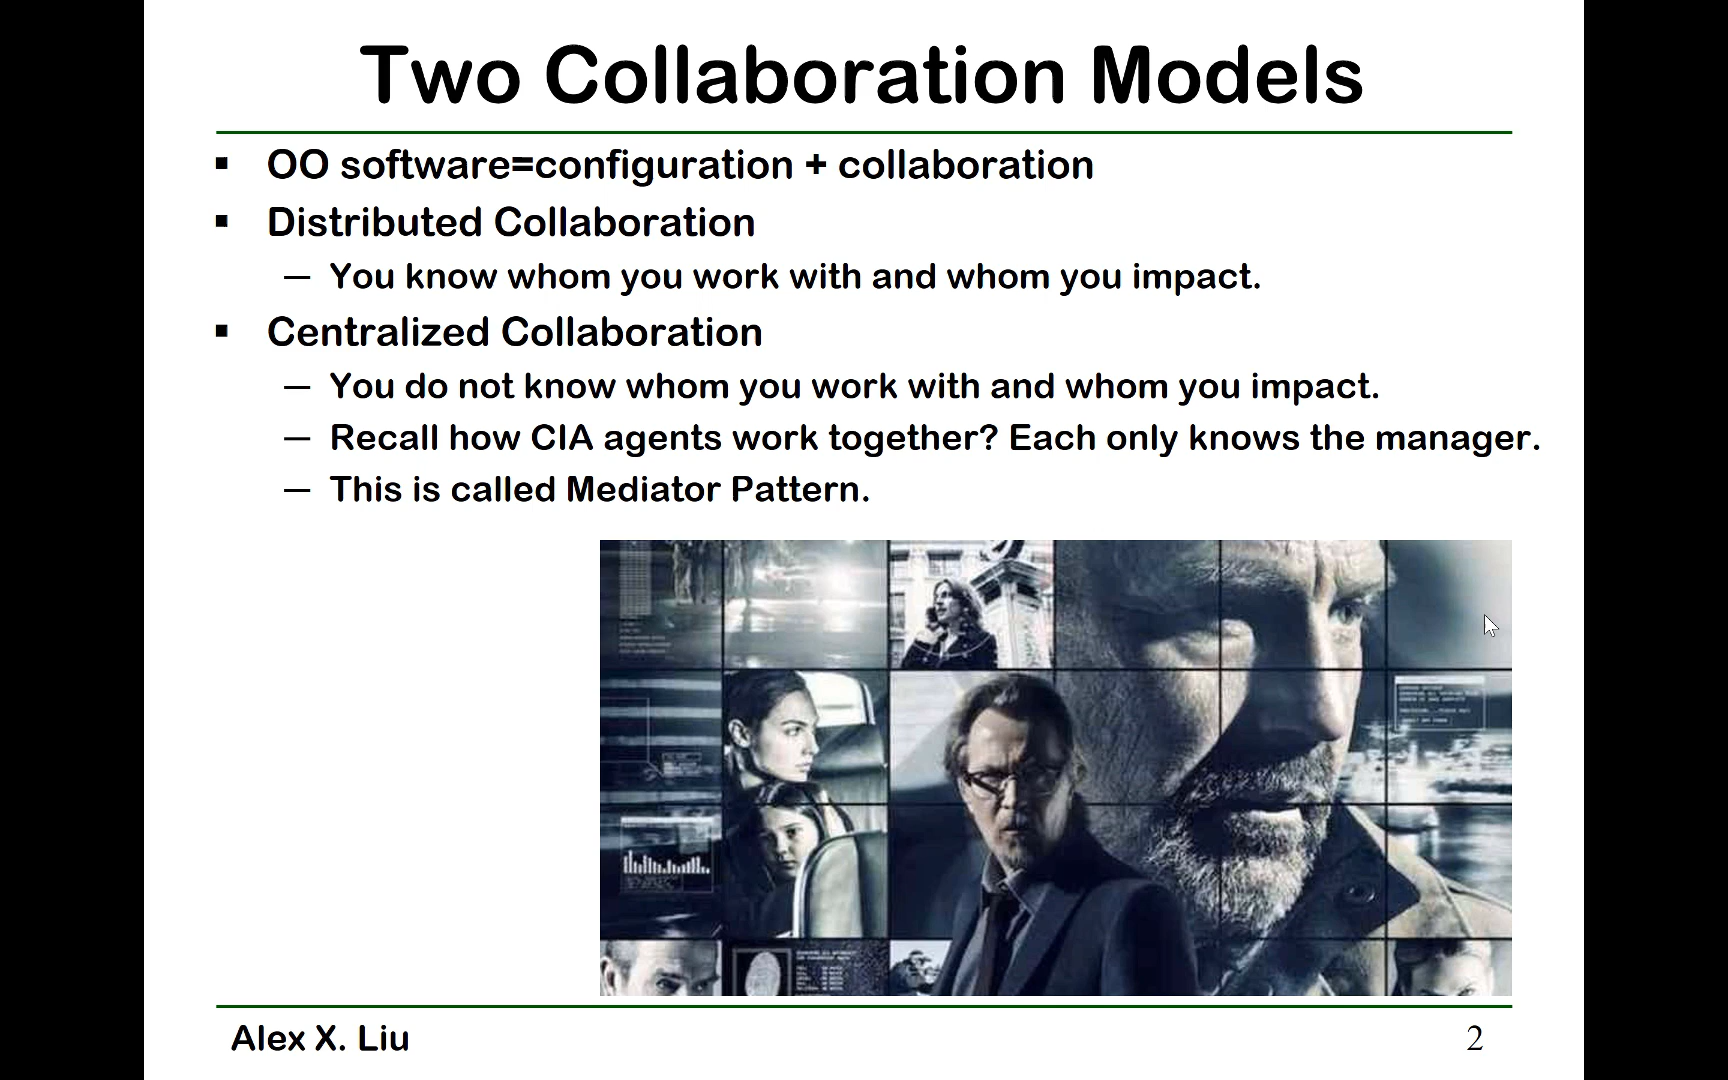 Two Collaboration Models
▪ OO software=configuration + collaboration
▪ Distributed Collaboration
— You know whom you work with and whom you impact.
▪ Centralized Collaboration
— You do not know whom you work with and whom you impact.
— Recall how CIA agents work together? Each only knows the manager.
— This is called Mediator Pattern.
Alex X. Liu
2